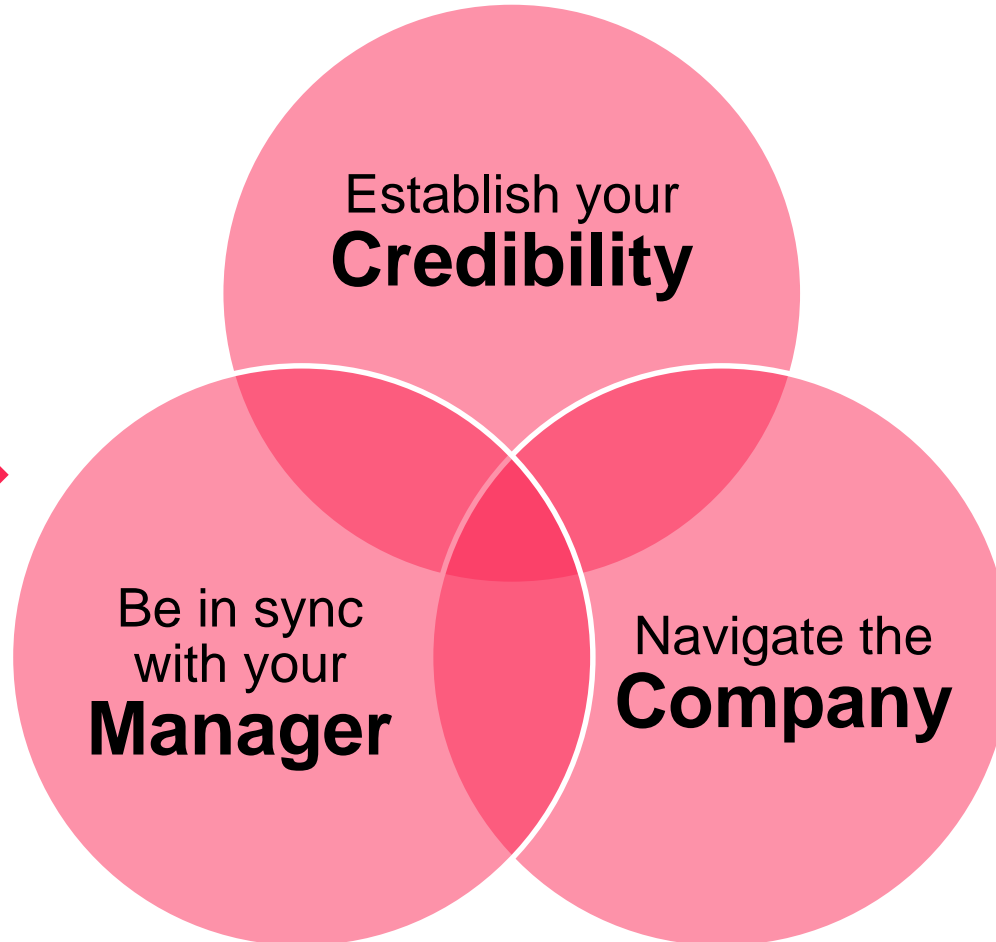 Establish your
Credibility
Be in sync
with your
Manager
Navigate the
Company